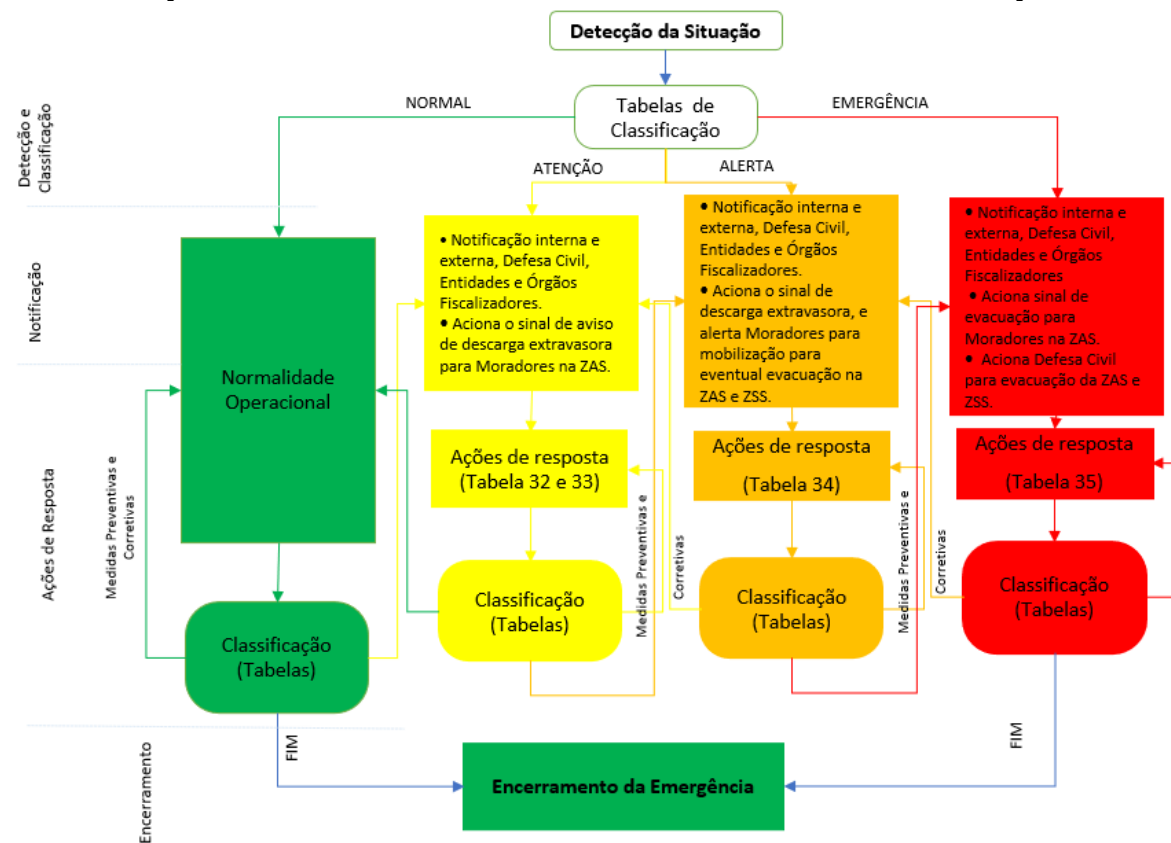 Detecção da Situação
NORMAL
Tabelas de
Classificação
EMERGÊNCIA
ATENÇÃO
ALERTA
Detecção e
Classificação
Notificação
Ações de Resposta
Encerramento
Normalidade
Operacional
Medidas Preventivas e
Corretivas
Classificação
(Tabelas)
FIM
• Notificação interna e
externa, Defesa Civil,
Entidades e Órgãos
Fiscalizadores.
• Aciona o sinal de aviso
de descarga extravasora
para Moradores na ZAS.
Ações de resposta
(Tabela 32 e 33)
Classificação
(Tabelas)
Medidas Preventivas e
Corretivas
• Notificação interna e
externa, Defesa Civil,
Entidades e Órgãos
Fiscalizadores.
• Aciona o sinal de
descarga extravasora, e
alerta Moradores para
mobilização para
eventual evacuação na
ZAS e ZSS.
Ações de resposta
(Tabela 34)
Classificação
(Tabelas)
Medidas Preventivas e
Corretivas
• Notificação interna e
externa, Defesa Civil,
Entidades e Órgãos
Fiscalizadores
• Aciona sinal de
evacuação para
Moradores na ZAS.
• Aciona Defesa Civil
para evacuação da ZAS e
ZSS.
Ações de resposta
(Tabela 35)
Classificação
(Tabelas)
FIM
Encerramento da Emergência